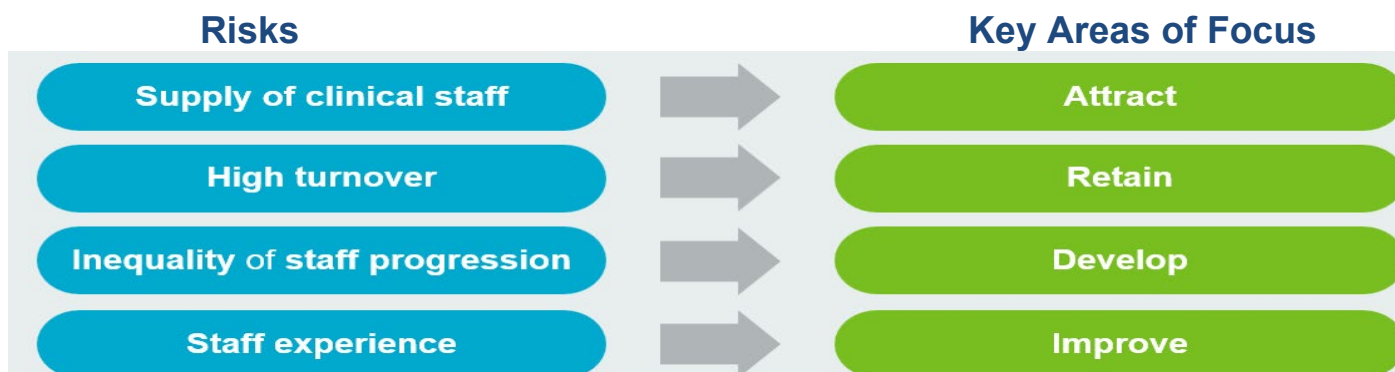 Risks Key Areas of Focus
Supply of clinical staff Attract
High turnover Retain
Inequality of staff progression Develop
Staff experience Improve